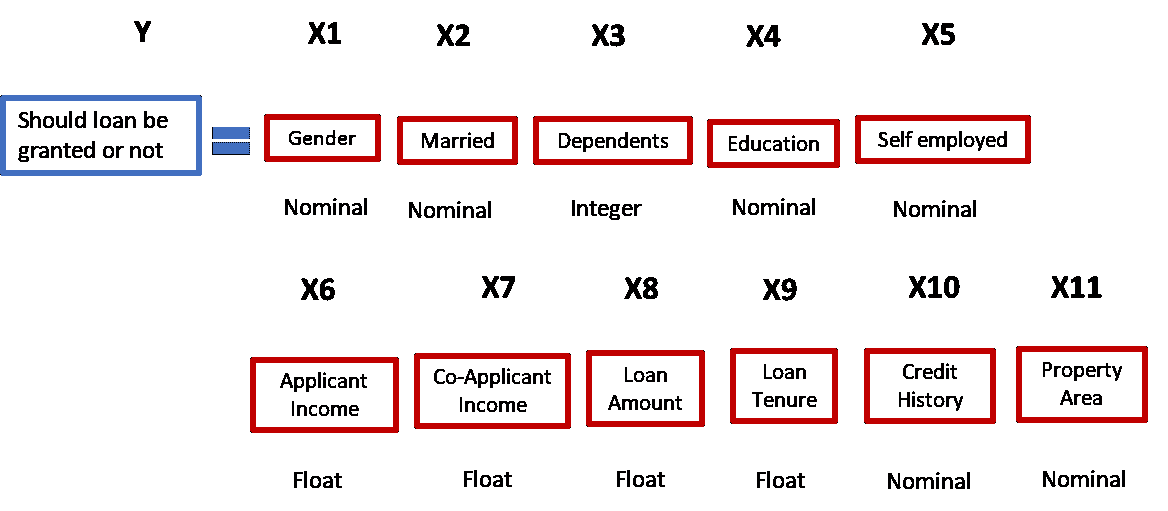 Y X1 X2 X3 X4 X5
Should loan be
granted or not
Gender Married Dependents Education Self employed
Nominal Nominal Integer Nominal Nominal
X6 X7 X8 X9 X10 X11
Applicant
Income
Co-Applicant
Income
Loan
Amount
Loan
Tenure
Credit
History
Property
Area
Float Float Float Float Nominal Nominal